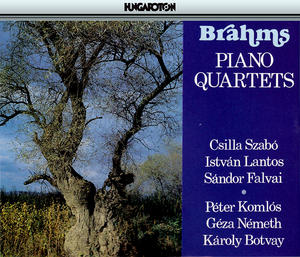 HUNGAROTON
Brahms
PIANO
QUARTETS
Csilla Szabó
István Lantos
Sándor Falvai
•
Péter Komlós
Géza Németh
Károly Botvay